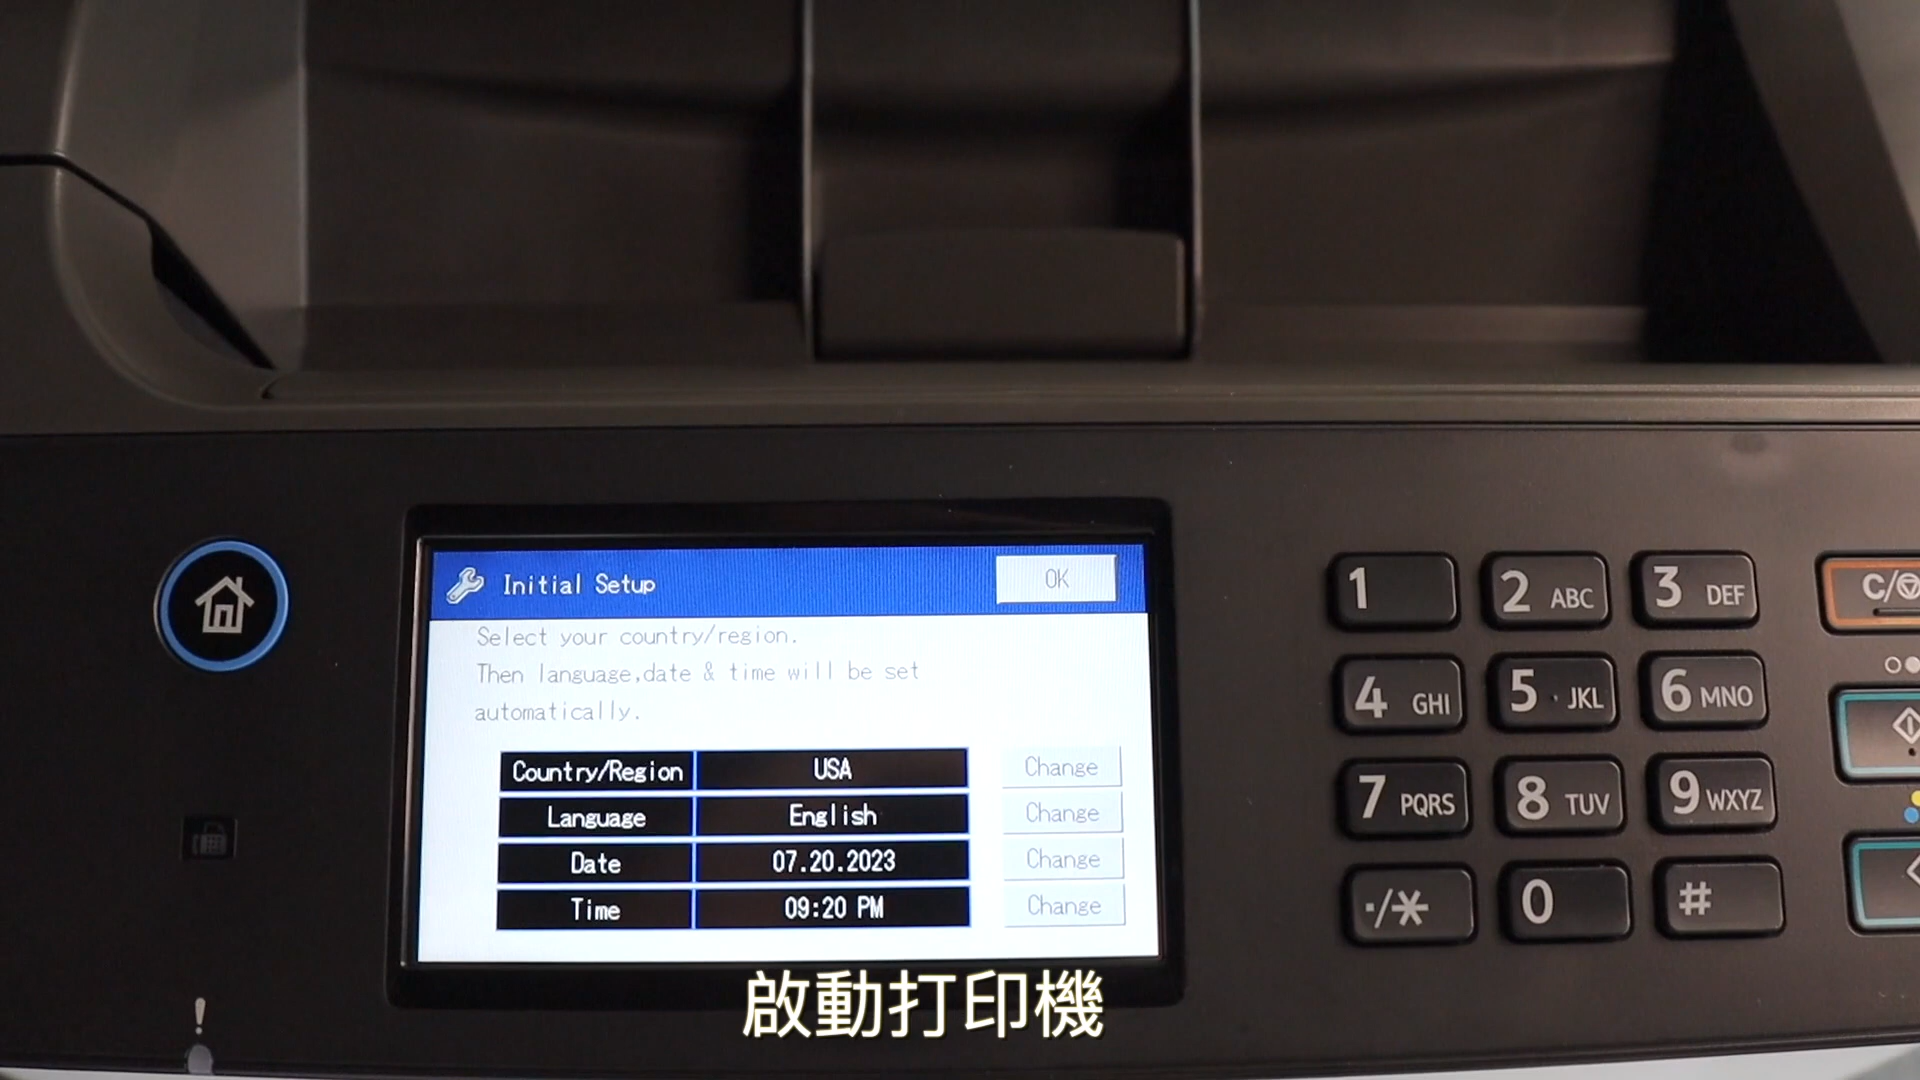 Initial Setup
OK
Select your country/region.
Then language,date & time will be set
automatically.
Country/Region USA Change
Language English Change
Date 07.20.2023 Change
Time 09:20 PM Change
1
2 ABC
3 DEF
C/
4 GHI
5 JKL
6 MNO
7 PQRS
8 TUV
9 WXYZ
·/*
0
#
!
啟動打印機